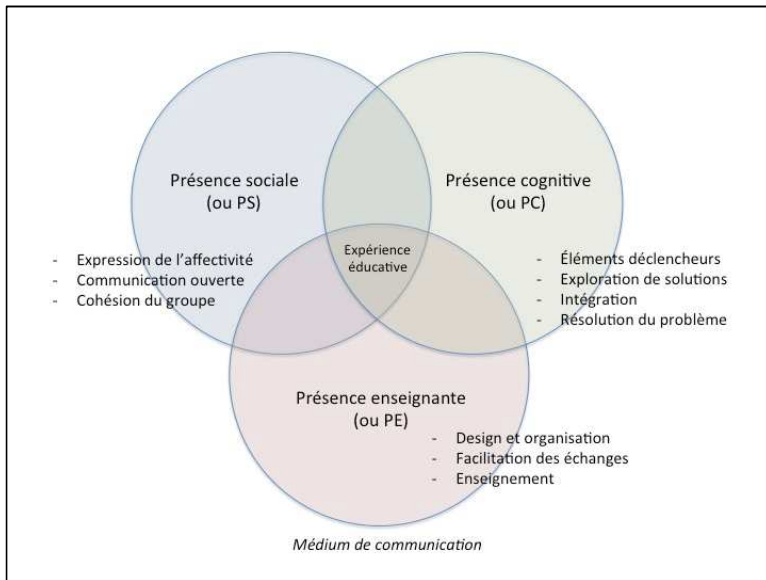 Présence sociale
(ou PS)
- Expression de l'affectivité
- Communication ouverte
- Cohésion du groupe
Présence cognitive
(ou PC)
- Éléments déclencheurs
- Exploration de solutions
- Intégration
- Résolution du problème
Expérience
éducative
Présence enseignante
(ou PE)
- Design et organisation
- Facilitation des échanges
- Enseignement
Médium de communication